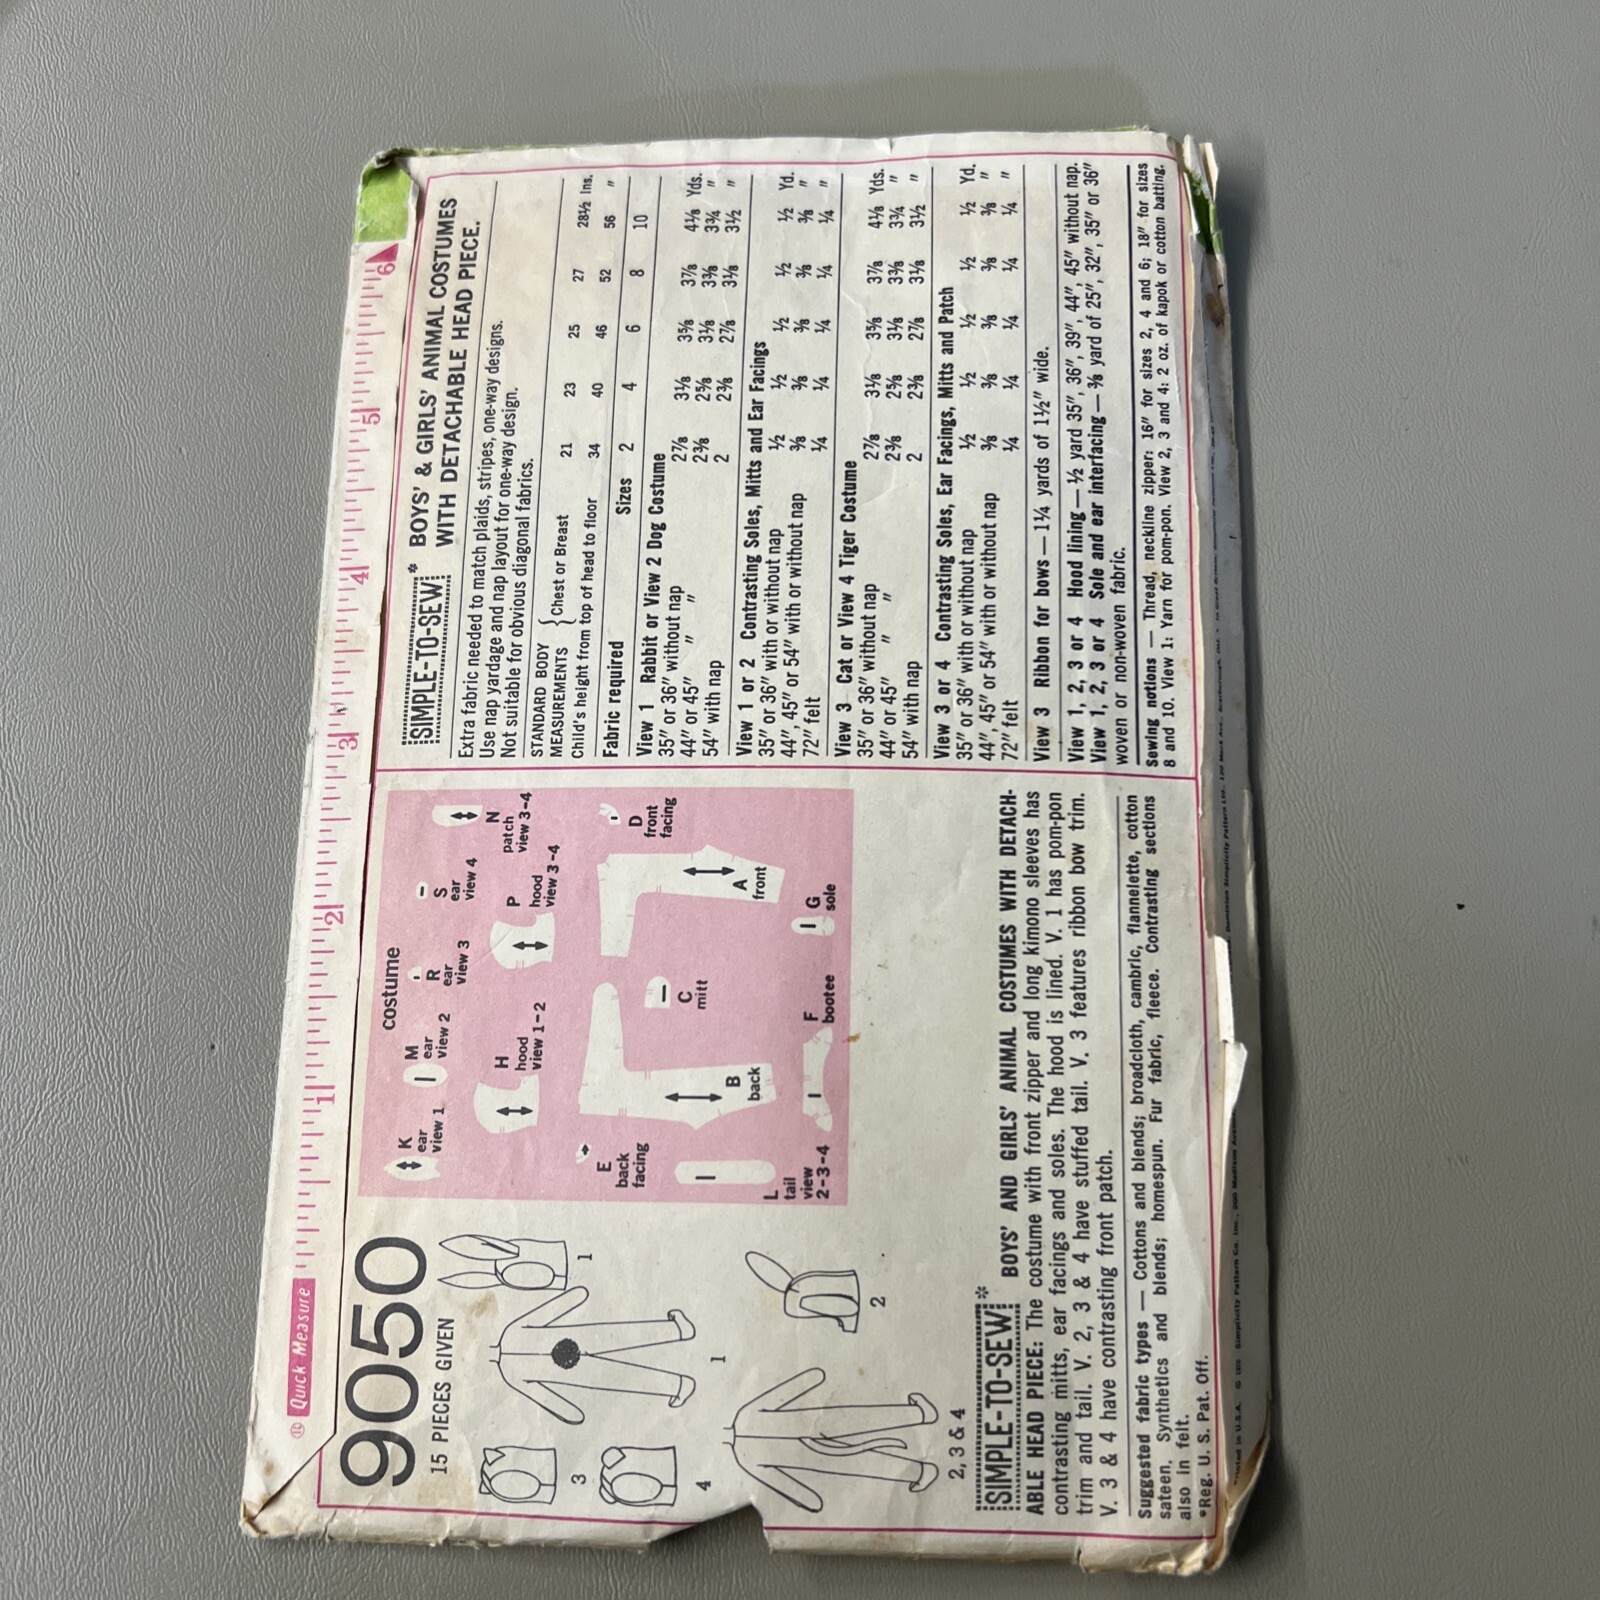 Quick Measure
1 2 3 4 5 6
9050
15 PIECES GIVEN
1
1
3
4
2
2, 3 & 4
costume
K
ear
view 1
M
ear
view 2
R
ear
view 3
S
ear
view 4
N
patch
view 3-4
H
hood
view 1-2
P
hood
view 3-4
E
back
facing
C
mitt
D
front
facing
B
back
A
front
L
tail
view
2-3-4
F
bootee
G
sole
SIMPLE-TO-SEW* BOYS' AND GIRLS' ANIMAL COSTUMES WITH DETACH-
ABLE HEAD PIECE: The costume with front zipper and long kimono sleeves has
contrasting mitts, ear facings and soles. The hood is lined. V. 1 has pom-pon
trim and tail. V. 2, 3 & 4 have stuffed tail. V. 3 features ribbon bow trim.
V. 3 & 4 have contrasting front patch.
Suggested fabric types — Cottons and blends; broadcloth, cambric, flannelette, cotton
sateen. Synthetics and blends; homespun. Fur fabric, fleece. Contrasting sections
also in felt.
*Reg. U. S. Pat. Off.
SIMPLE-TO-SEW* BOYS' & GIRLS' ANIMAL COSTUMES
WITH DETACHABLE HEAD PIECE.
Extra fabric needed to match plaids, stripes, one-way designs.
Use nap yardage and nap layout for one-way design.
Not suitable for obvious diagonal fabrics.
STANDARD BODY { Chest or Breast 21 23 25 27 28½ Ins.
MEASUREMENTS
Child's height from top of head to floor 34 40 46 52 56 "
Fabric required Sizes 2 4 6 8 10
View 1 Rabbit or View 2 Dog Costume
35" or 36" without nap 2⅞ 3⅛ 3⅝ 3⅞ 4⅛ Yds.
44" or 45" " " 2⅜ 2⅝ 3⅛ 3⅜ 3¾ "
54" with nap 2 2⅜ 2⅞ 3⅛ 3½ "
View 1 or 2 Contrasting Soles, Mitts and Ear Facings
35" or 36" with or without nap ½ ½ ½ ½ ½ Yd.
44", 45" or 54" with or without nap ⅜ ⅜ ⅜ ⅜ ⅜ "
72" felt ¼ ¼ ¼ ¼ ¼ "
View 3 Cat or View 4 Tiger Costume
35" or 36" without nap 2⅞ 3⅛ 3⅝ 3⅞ 4⅛ Yds.
44" or 45" " " 2⅜ 2⅝ 3⅛ 3⅜ 3¾ "
54" with nap 2 2⅜ 2⅞ 3⅛ 3½ "
View 3 or 4 Contrasting Soles, Ear Facings, Mitts and Patch
35" or 36" with or without nap ½ ½ ½ ½ ½ Yd.
44", 45" or 54" with or without nap ⅜ ⅜ ⅜ ⅜ ⅜ "
72" felt ¼ ¼ ¼ ¼ ¼ "
View 3 Ribbon for bows — 1¼ yards of 1½" wide.
View 1, 2, 3 or 4 Hood lining — ½ yard 35", 36", 39", 44", 45" without nap.
View 1, 2, 3 or 4 Sole and ear interfacing — ⅜ yard of 25", 32", 35" or 36"
woven or non-woven fabric.
Sewing notions — Thread, neckline zipper: 16" for sizes 2, 4 and 6; 18" for sizes
8 and 10. View 1: Yarn for pom-pon. View 2, 3 and 4: 2 oz. of kapok or cotton batting.
Printed in U.S.A. Simplicity Pattern Co. Inc., 200 Madison
Dominion Simplicity Pattern Ltd.